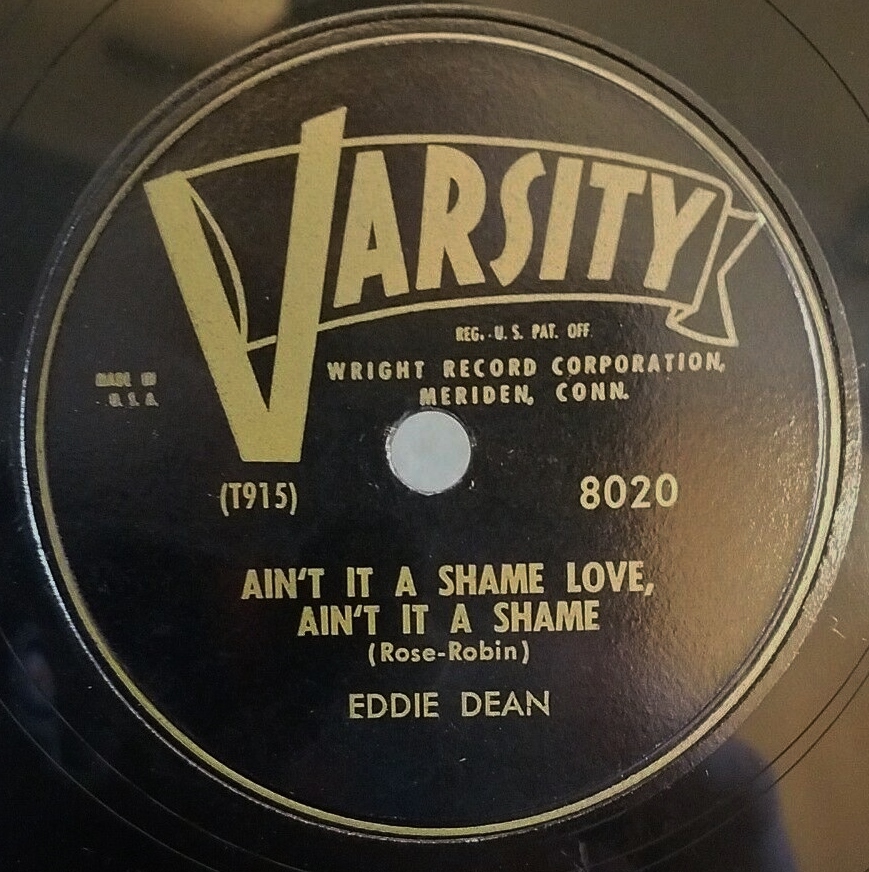 VARSITY
REG. U. S. PAT. OFF.
WRIGHT RECORD CORPORATION,
MERIDEN, CONN.
MADE IN
U. S. A.
(T915)
8020
AIN'T IT A SHAME LOVE,
AIN'T IT A SHAME
(Rose-Robin)
EDDIE DEAN